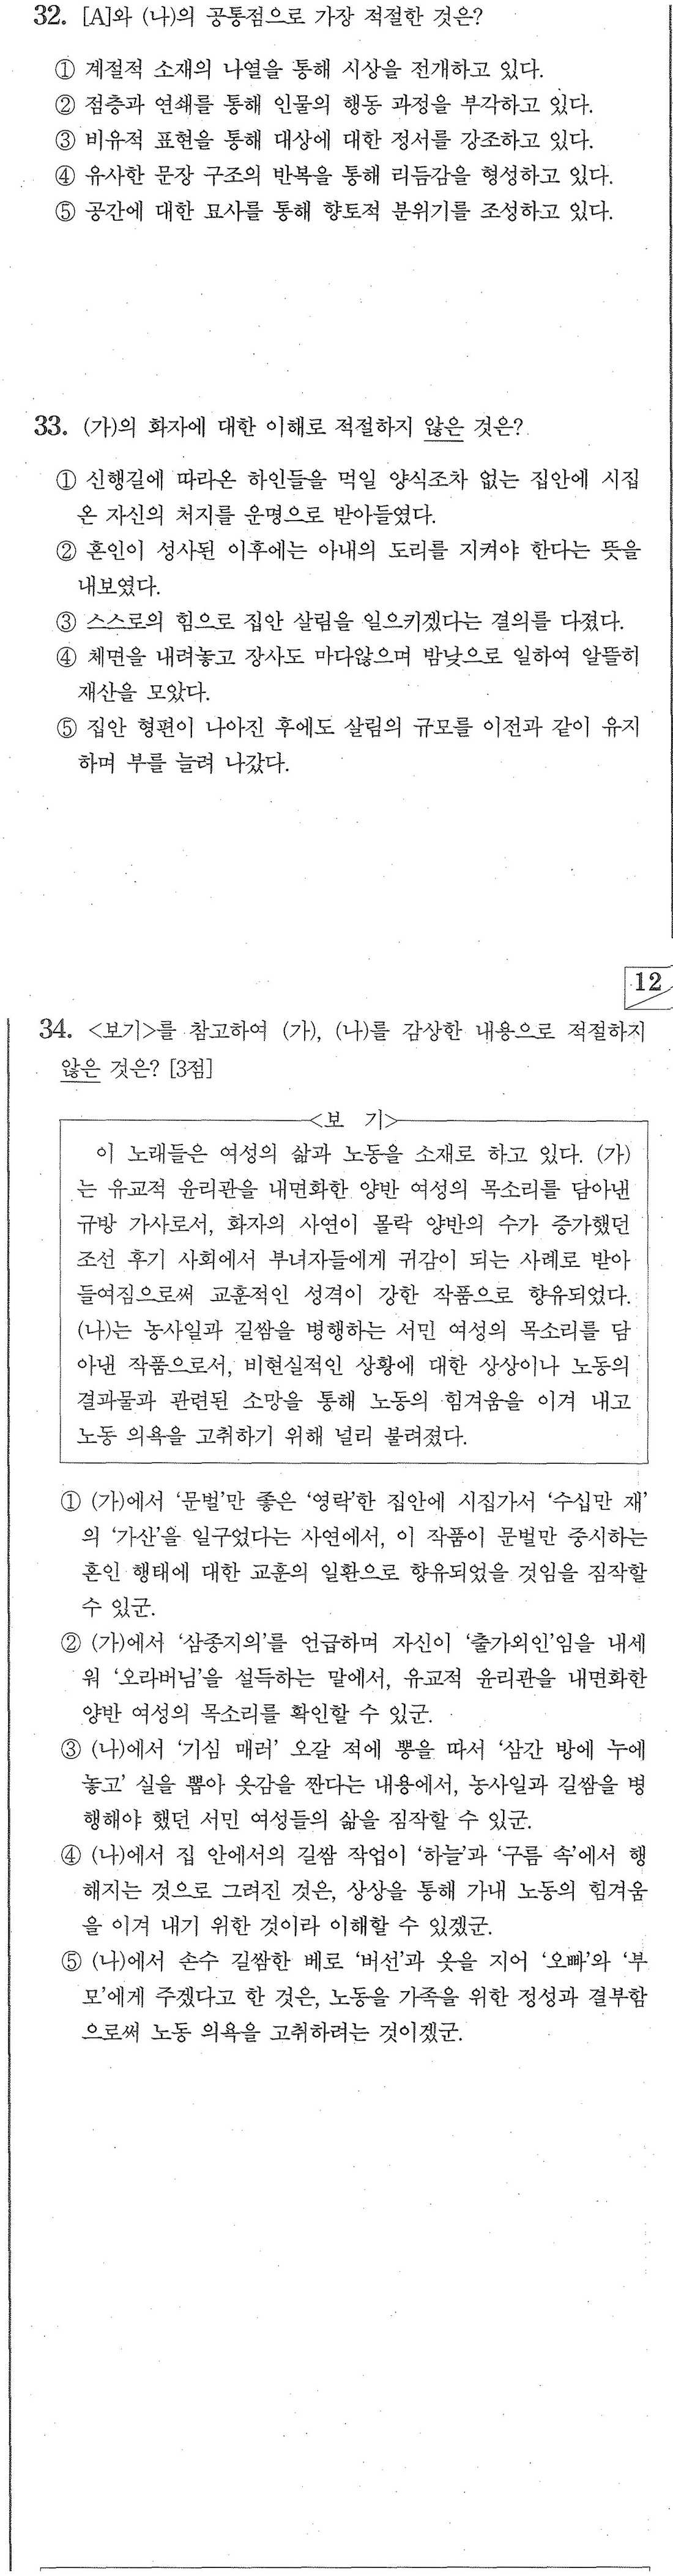 32. [A]와 (나)의 공통점으로 가장 적절한 것은?
① 계절적 소재의 나열을 통해 시상을 전개하고 있다.
② 점층과 연쇄를 통해 인물의 행동 과정을 부각하고 있다.
③ 비유적 표현을 통해 대상에 대한 정서를 강조하고 있다.
④ 유사한 문장 구조의 반복을 통해 리듬감을 형성하고 있다.
⑤ 공간에 대한 묘사를 통해 향토적 분위기를 조성하고 있다.
33. (가)의 화자에 대한 이해로 적절하지 않은 것은?
① 신행길에 따라온 하인들을 먹일 양식조차 없는 집안에 시집
온 자신의 처지를 운명으로 받아들였다.
② 혼인이 성사된 이후에는 아내의 도리를 지켜야 한다는 뜻을
내보였다.
③ 스스로의 힘으로 집안 살림을 일으키겠다는 결의를 다졌다.
④ 체면을 내려놓고 장사도 마다않으며 밤낮으로 일하여 알뜰히
재산을 모았다.
⑤ 집안 형편이 나아진 후에도 살림의 규모를 이전과 같이 유지
하며 부를 늘려 나갔다.
12
34. <보기>를 참고하여 (가), (나)를 감상한 내용으로 적절하지
않은 것은? [3점]
<보 기>
이 노래들은 여성의 삶과 노동을 소재로 하고 있다. (가)
는 유교적 윤리관을 내면화한 양반 여성의 목소리를 담아낸
규방 가사로서, 화자의 사연이 몰락 양반의 수가 증가했던
조선 후기 사회에서 부녀자들에게 귀감이 되는 사례로 받아
들여짐으로써 교훈적인 성격이 강한 작품으로 향유되었다.
(나)는 농사일과 길쌈을 병행하는 서민 여성의 목소리를 담
아낸 작품으로서, 비현실적인 상황에 대한 상상이나 노동의
결과물과 관련된 소망을 통해 노동의 힘겨움을 이겨 내고
노동 의욕을 고취하기 위해 널리 불려졌다.
① (가)에서 ‘문벌’만 좋은 ‘영락’한 집안에 시집가서 ‘수십만 재’
의 ‘가산’을 일구었다는 사연에서, 이 작품이 문벌만 중시하는
혼인 행태에 대한 교훈의 일환으로 향유되었을 것임을 짐작할
수 있군.
② (가)에서 ‘삼종지의’를 언급하며 자신이 ‘출가외인’임을 내세
워 ‘오라버님’을 설득하는 말에서, 유교적 윤리관을 내면화한
양반 여성의 목소리를 확인할 수 있군.
③ (나)에서 ‘기심 매러’ 오갈 적에 뽕을 따서 ‘삼간 방에 누에
놓고’ 실을 뽑아 옷감을 짠다는 내용에서, 농사일과 길쌈을 병
행해야 했던 서민 여성들의 삶을 짐작할 수 있군.
④ (나)에서 집 안에서의 길쌈 작업이 ‘하늘’과 ‘구름 속’에서 행
해지는 것으로 그려진 것은, 상상을 통해 가내 노동의 힘겨움
을 이겨 내기 위한 것이라 이해할 수 있겠군.
⑤ (나)에서 손수 길쌈한 베로 ‘버선’과 옷을 지어 ‘오빠’와 ‘부
모’에게 주겠다고 한 것은, 노동을 가족을 위한 정성과 결부함
으로써 노동 의욕을 고취하려는 것이겠군.